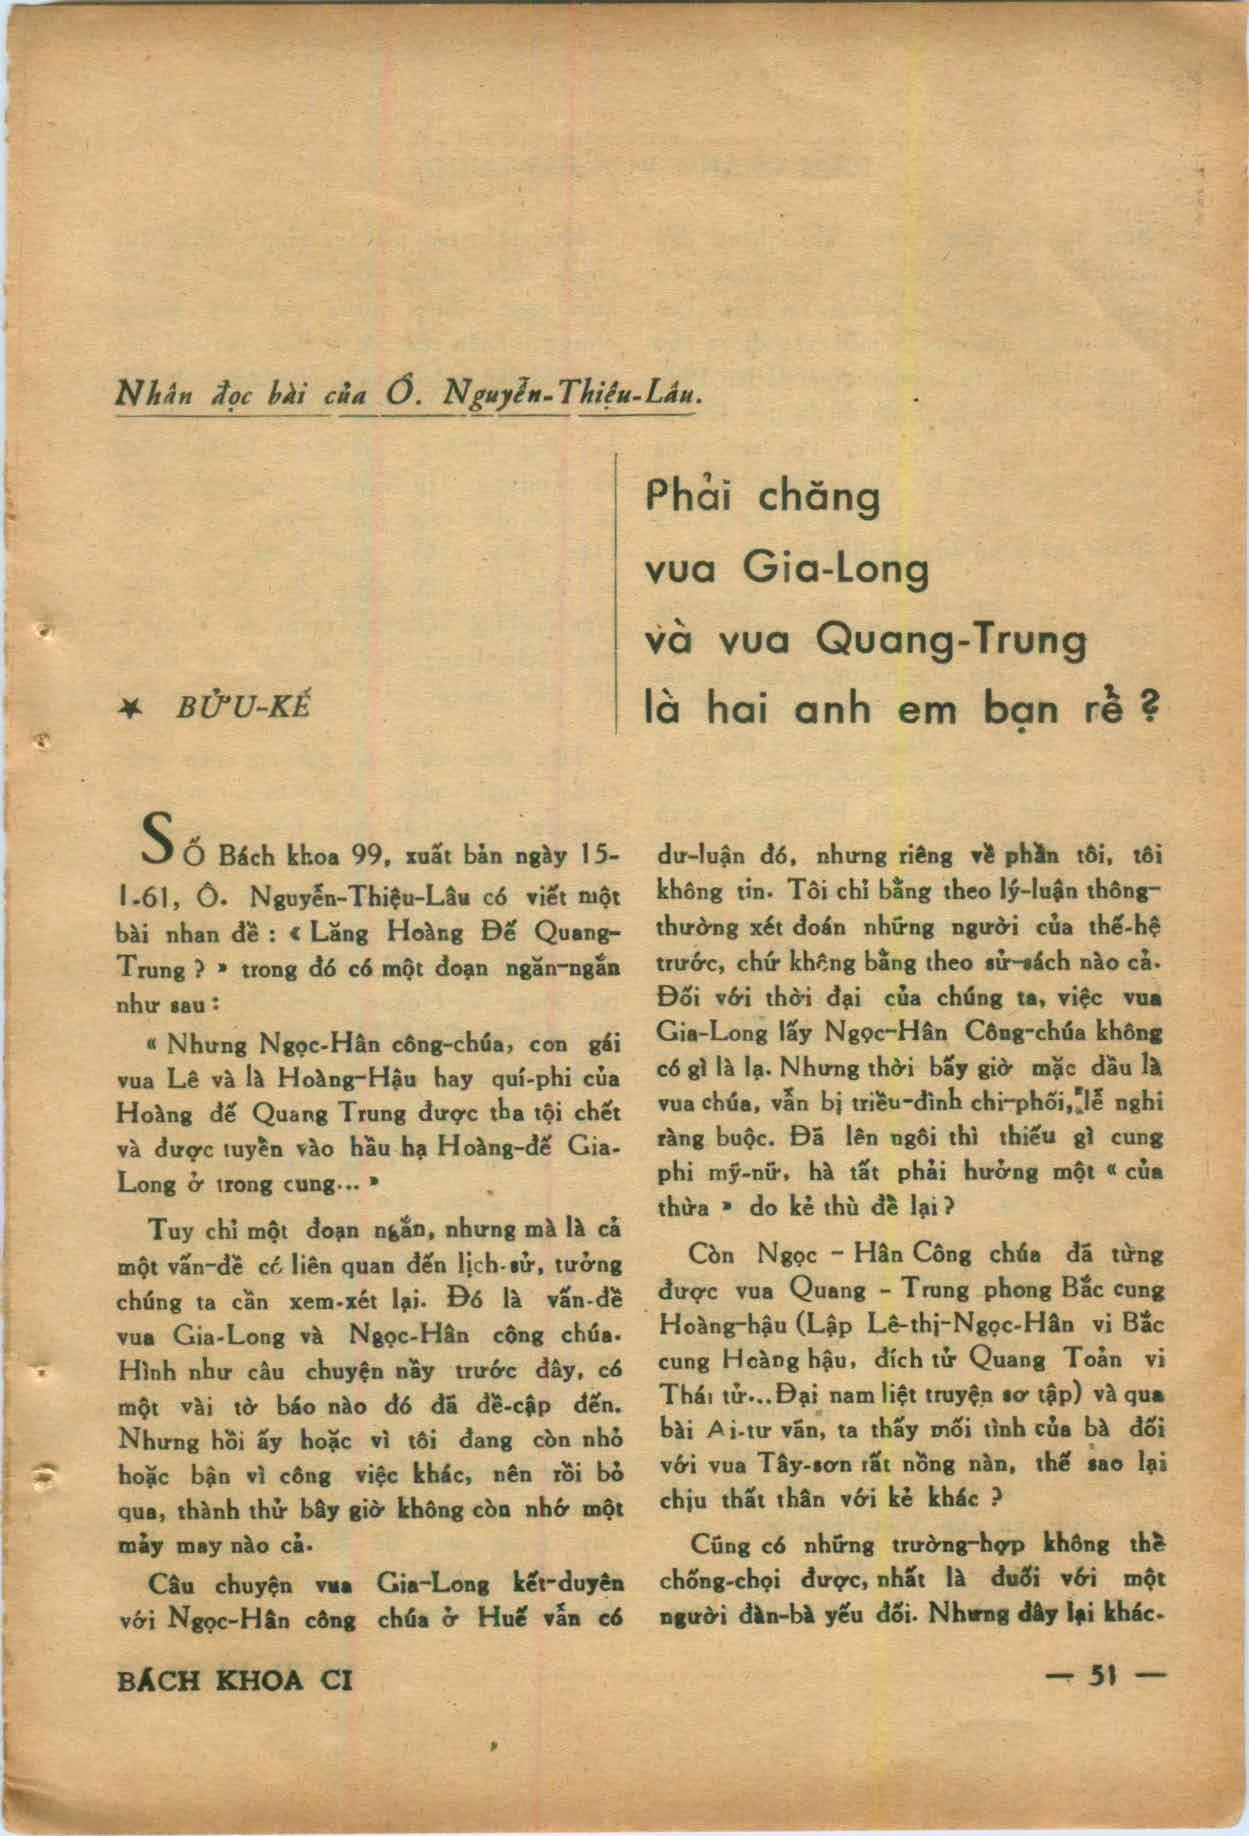 Nhân đọc bài của Ô. Nguyễn-Thiệu-Lâu.
Phải chăng
vua Gia-Long
và vua Quang-Trung
là hai anh em bạn rể ?
★ BỬU-KẾ
SỐ Bách khoa 99, xuất bản ngày 15-
1-61, Ô. Nguyễn-Thiệu-Lâu có viết một
bài nhan đề : « Lăng Hoàng Đế Quang-
Trung ? » trong đó có một đoạn ngăn-ngắn
như sau :
« Nhưng Ngọc-Hân công-chúa, con gái
vua Lê và là Hoàng-Hậu hay quí-phi của
Hoàng đế Quang Trung được tha tội chết
và được tuyền vào hầu hạ Hoàng-đế Gia-
Long ở trong cung... »
Tuy chỉ một đoạn ngắn, nhưng mà là cả
một vấn-đề có liên quan đến lịch-sử, tưởng
chúng ta cần xem-xét lại. Đó là vấn-đề
vua Gia-Long và Ngọc-Hân công chúa.
Hình như câu chuyện nầy trước đây, có
một vài tờ báo nào đó đã đề-cập đến.
Nhưng hồi ấy hoặc vì tôi đang còn nhỏ
hoặc bận vì công việc khác, nên rồi bỏ
qua, thành thử bây giờ không còn nhớ một
mảy may nào cả.
Câu chuyện vua Gia-Long kết-duyên
với Ngọc-Hân công chúa ở Huế vẫn có
dư-luận đó, nhưng riêng về phần tôi, tôi
không tin. Tôi chỉ bằng theo lý-luận thông-
thường xét đoán những người của thế-hệ
trước, chứ không bằng theo sử-sách nào cả.
Đối với thời đại của chúng ta, việc vua
Gia-Long lấy Ngọc-Hân Công-chúa không
có gì là lạ. Nhưng thời bấy giờ mặc dầu là
vua chúa, vẫn bị triều-đình chi-phối, lễ nghi
ràng buộc. Đã lên ngôi thì thiếu gì cung
phi mỹ-nữ, hà tất phải hưởng một « của
thừa » do kẻ thù để lại ?
Còn Ngọc - Hân Công chúa đã từng
được vua Quang - Trung phong Bắc cung
Hoàng-hậu (Lập Lê-thị-Ngọc-Hân vi Bắc
cung Hoàng hậu, đích tử Quang Toản vi
Thái tử...Đại nam liệt truyện sơ tập) và qua
bài Ai-tư vãn, ta thấy mối tình của bà đối
với vua Tây-sơn rất nồng nàn, thế sao lại
chịu thất thân với kẻ khác ?
Cũng có những trường-hợp không thể
chống-chọi được, nhất là đuối với một
người đàn-bà yếu đối. Nhưng đây lại khác.
BÁCH KHOA CI
— 51 —